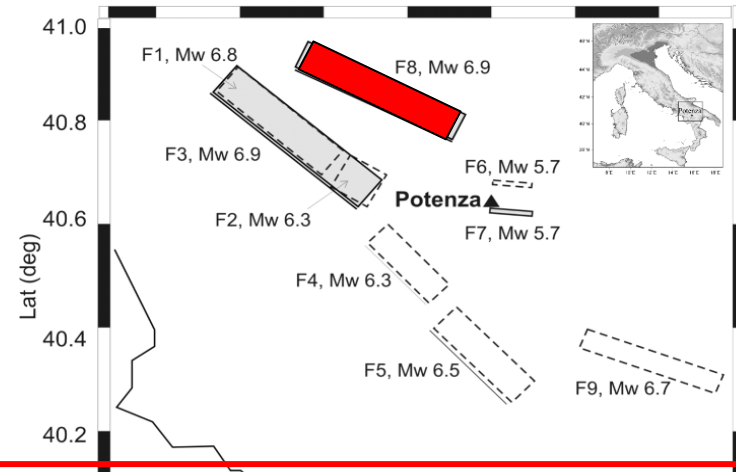 41.0
F1, Mw 6.8
F8, Mw 6.9
40.8
F3, Mw 6.9
F6, Mw 5.7
Potenza
40.6
F2, Mw 6.3
F7, Mw 5.7
Lat (deg)
F4, Mw 6.3
40.4
F5, Mw 6.5
F9, Mw 6.7
40.2
Potenza